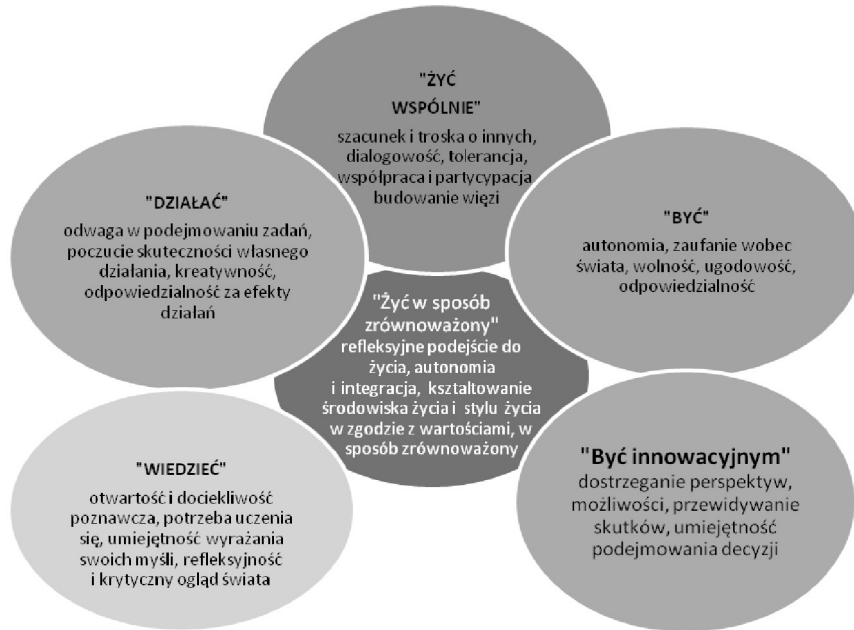 "ŻYĆ
WSPÓLNIE"
szacunek i troska o innych,
dialogowość, tolerancja,
współpraca i partycypacja
budowanie więzi
"DZIAŁAĆ"
odwaga w podejmowaniu zadań,
poczucie skuteczności własnego
działania, kreatywność,
odpowiedzialność za efekty
działań
"BYĆ"
autonomia, zaufanie wobec
świata, wolność, ugodowość,
odpowiedzialność
"Żyć w sposób
zrównoważony"
refleksyjne podejście do
życia, autonomia
i integracja, kształtowanie
środowiska życia i stylu życia
w zgodzie z wartościami, w
sposób zrównoważony
"WIEDZIEĆ"
otwartość i dociekliwość
poznawcza, potrzeba uczenia
się, umiejętność wyrażania
swoich myśli, refleksyjność
i krytyczny ogląd świata
"Być innowacyjnym"
dostrzeganie perspektyw,
możliwości, przewidywanie
skutków, umiejętność
podejmowania decyzji